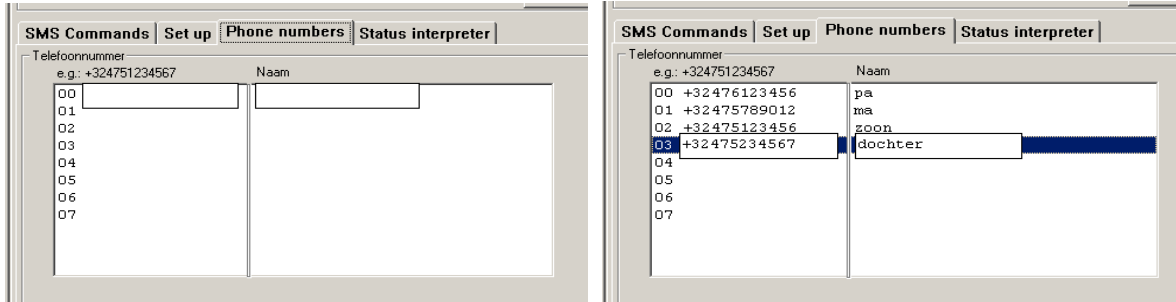 SMS Commands Set up Phone numbers Status interpreter
Telefoonnummer
e.g.: +324751234567 Naam
00
01
02
03
04
05
06
07
SMS Commands Set up Phone numbers Status interpreter
Telefoonnummer
e.g.: +324751234567 Naam
00 +32476123456 pa
01 +32475789012 ma
02 +32475123456 zoon
03 +32475234567 dochter
04
05
06
07